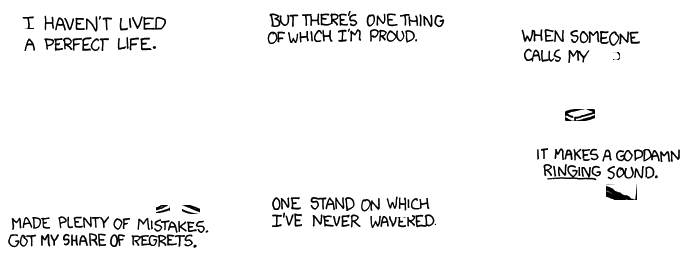 I HAVEN'T LIVED
A PERFECT LIFE.
MADE PLENTY OF MISTAKES.
GOT MY SHARE OF REGRETS.
BUT THERE'S ONE THING
OF WHICH I'M PROUD.
ONE STAND ON WHICH
I'VE NEVER WAVERED.
WHEN SOMEONE
CALLS MY
IT MAKES A GODDAMN
RINGING SOUND.